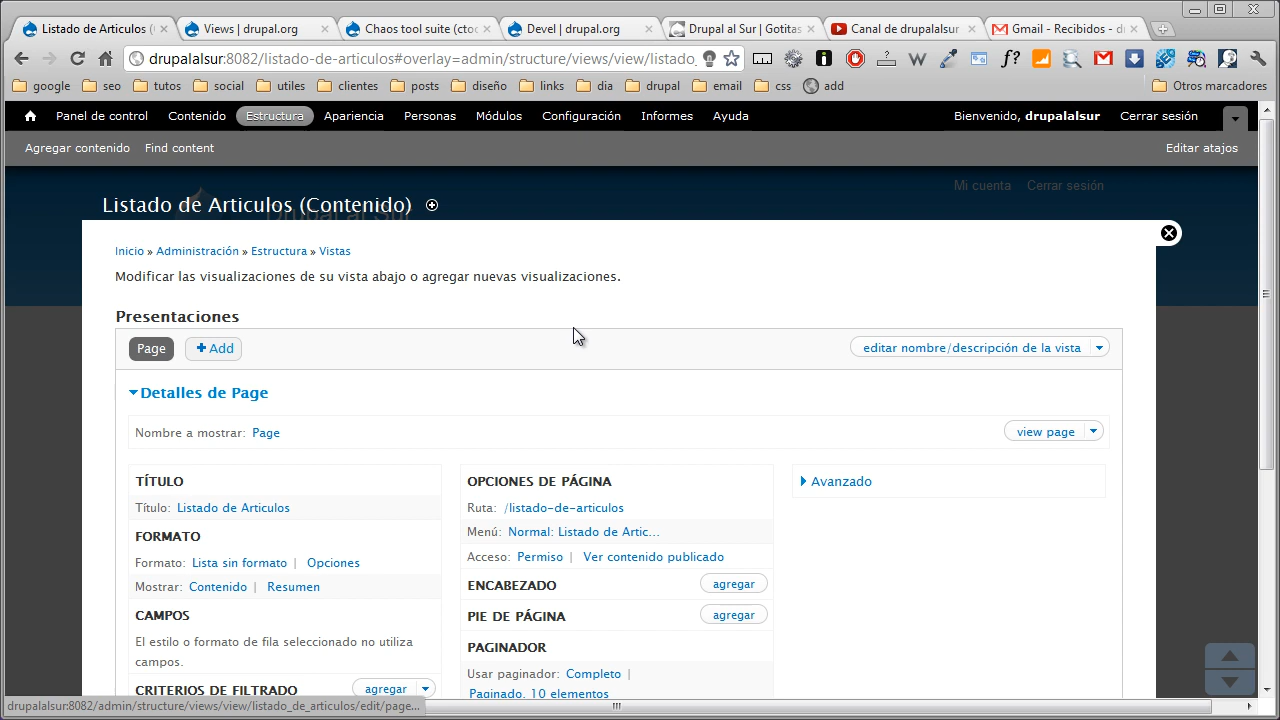 Listado de Artículos (
Views | drupal.org
Chaos tool suite (ctoc
Devel | drupal.org
Drupal al Sur | Gotitas
Canal de drupalalsur
Gmail - Recibidos - d
drupalalsur:8082/listado-de-articulos#overlay=admin/structure/views/view/listado_
google
seo
tutos
social
utiles
clientes
posts
diseño
links
dia
drupal
email
css
add
Otros marcadores
Panel de control
Contenido
Estructura
Apariencia
Personas
Módulos
Configuración
Informes
Ayuda
Bienvenido, drupalalsur
Cerrar sesión
Agregar contenido
Find content
Editar atajos
Mi cuenta
Cerrar sesión
Listado de Articulos (Contenido)
Drupal al Sur
Inicio » Administración » Estructura » Vistas
Modificar las visualizaciones de su vista abajo o agregar nuevas visualizaciones.
Presentaciones
Page
+ Add
editar nombre/descripción de la vista
Detalles de Page
Nombre a mostrar: Page
view page
TÍTULO
Título: Listado de Articulos
FORMATO
Formato: Lista sin formato | Opciones
Mostrar: Contenido | Resumen
CAMPOS
El estilo o formato de fila seleccionado no utiliza
campos.
CRITERIOS DE FILTRADO
agregar
OPCIONES DE PÁGINA
Ruta: /listado-de-articulos
Menú: Normal: Listado de Artic...
Acceso: Permiso | Ver contenido publicado
ENCABEZADO
agregar
PIE DE PÁGINA
agregar
PAGINADOR
Usar paginador: Completo |
Paginado, 10 elementos
Avanzado
drupalalsur:8082/admin/structure/views/view/listado_de_articulos/edit/page...